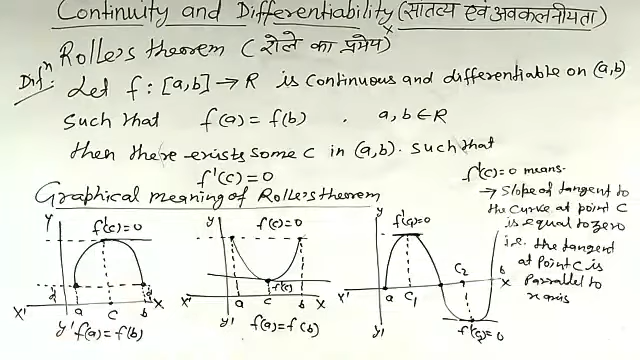 Continuity and Differentiability (सातत्य एवं अवकलनीयता)
Rolle's theorem (रोले का प्रमेय)
Defⁿ: Let f : [a,b] → R is continuous and differentiable on (a,b)
such that f(a) = f(b) , a, b ∈ R
then there exists some c in (a,b). such that
f'(c) = 0
Graphical meaning of Rolle's theorem
f'(c)=0 means-
→ Slope of tangent to
the curve at point C
is equal to zero
i.e. the tangent
at point C is
Parrallel to
x axis
Y
f'(c)=0
X'
a
C
b
X
Y'
f(a) = f(b)
Y
f(c)=0
f(c)
X'
a
c
b
X
Y'
f(a) = f(b)
Y
f'(c₁)=0
X'
a
C₁
C₂
b
X
Y'
f'(c₂)=0